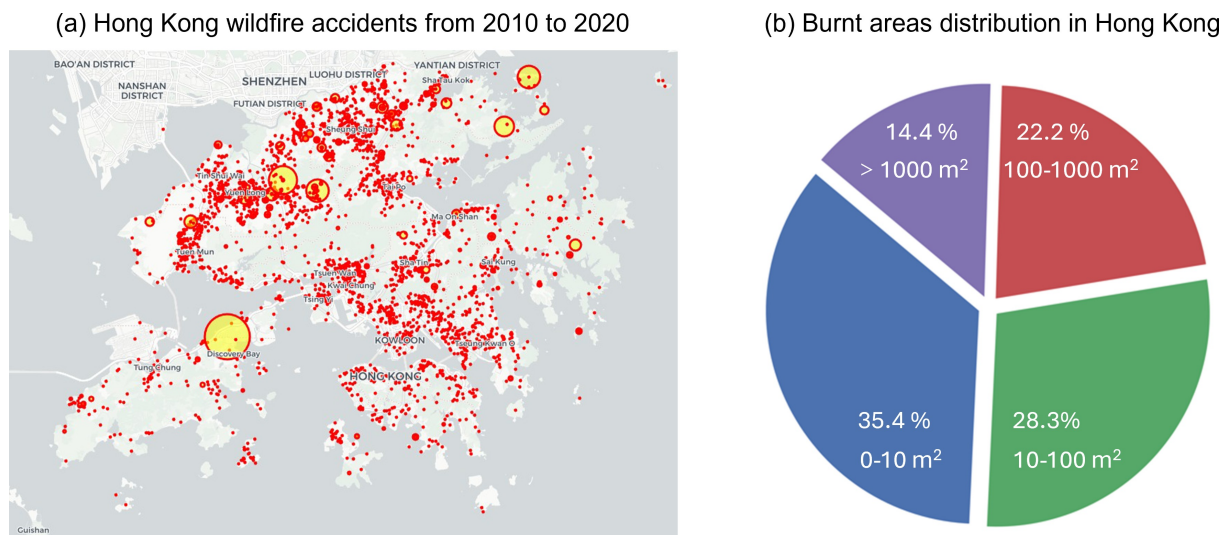 (a) Hong Kong wildfire accidents from 2010 to 2020
(b) Burnt areas distribution in Hong Kong
BAO'AN DISTRICT
NANSHAN
DISTRICT
SHENZHEN
LUOHU DISTRICT
YANTIAN DISTRICT
FUTIAN DISTRICT
Sha Tau Kok
Sheung Shui
Tin Shui Wai
Yuen Long
Tai Po
Ma On Shan
Tuen Mun
Sha Tin
Sai Kung
Tsuen Wan
Kwai Chung
Tsing Yi
KOWLOON
Tseung Kwan O
Discovery Bay
Tung Chung
HONG KONG
Guishan
14.4 %
> 1000 m²
22.2 %
100-1000 m²
35.4 %
0-10 m²
28.3%
10-100 m²